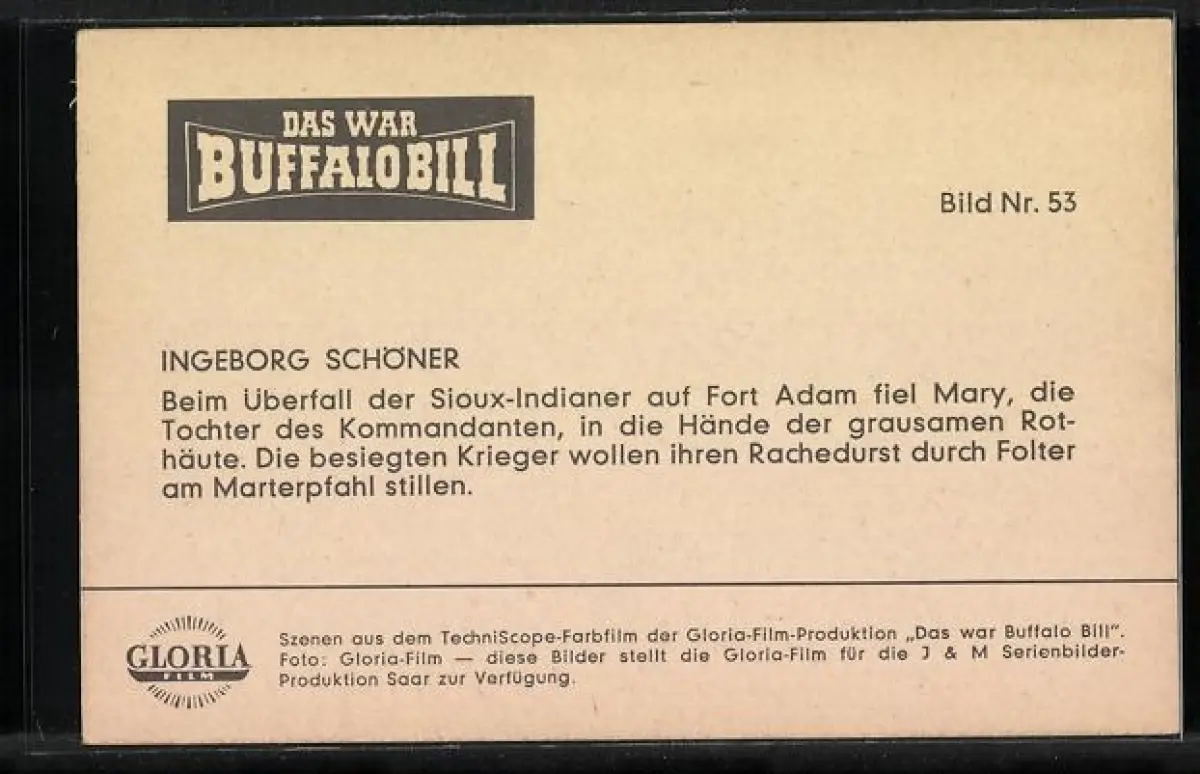 DAS WAR
BUFFALO BILL
Bild Nr. 53
INGEBORG SCHÖNER
Beim Überfall der Sioux-Indianer auf Fort Adam fiel Mary, die
Tochter des Kommandanten, in die Hände der grausamen Rot-
häute. Die besiegten Krieger wollen ihren Rachedurst durch Folter
am Marterpfahl stillen.
GLORIA
FILM
Szenen aus dem TechniScope-Farbfilm der Gloria-Film-Produktion „Das war Buffalo Bill".
Foto: Gloria-Film — diese Bilder stellt die Gloria-Film für die J & M Serienbilder-
Produktion Saar zur Verfügung.